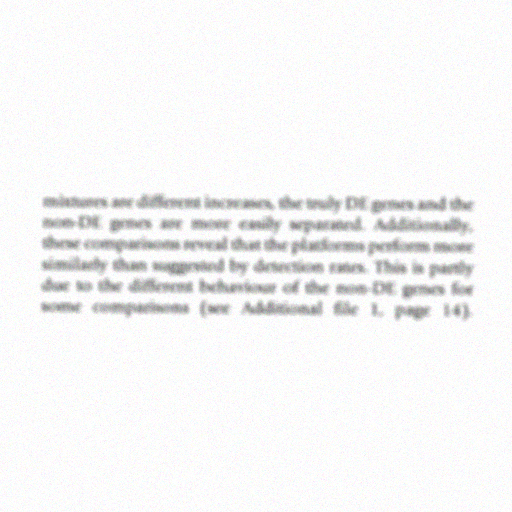 mixtures are different increases, the truly DE genes and the
non-DE genes are more easily separated. Additionally,
these comparisons reveal that the platforms perform more
similarly than suggested by detection rates. This is partly
due to the different behaviour of the non-DE genes for
some comparisons (see Additional file 1, page 14).